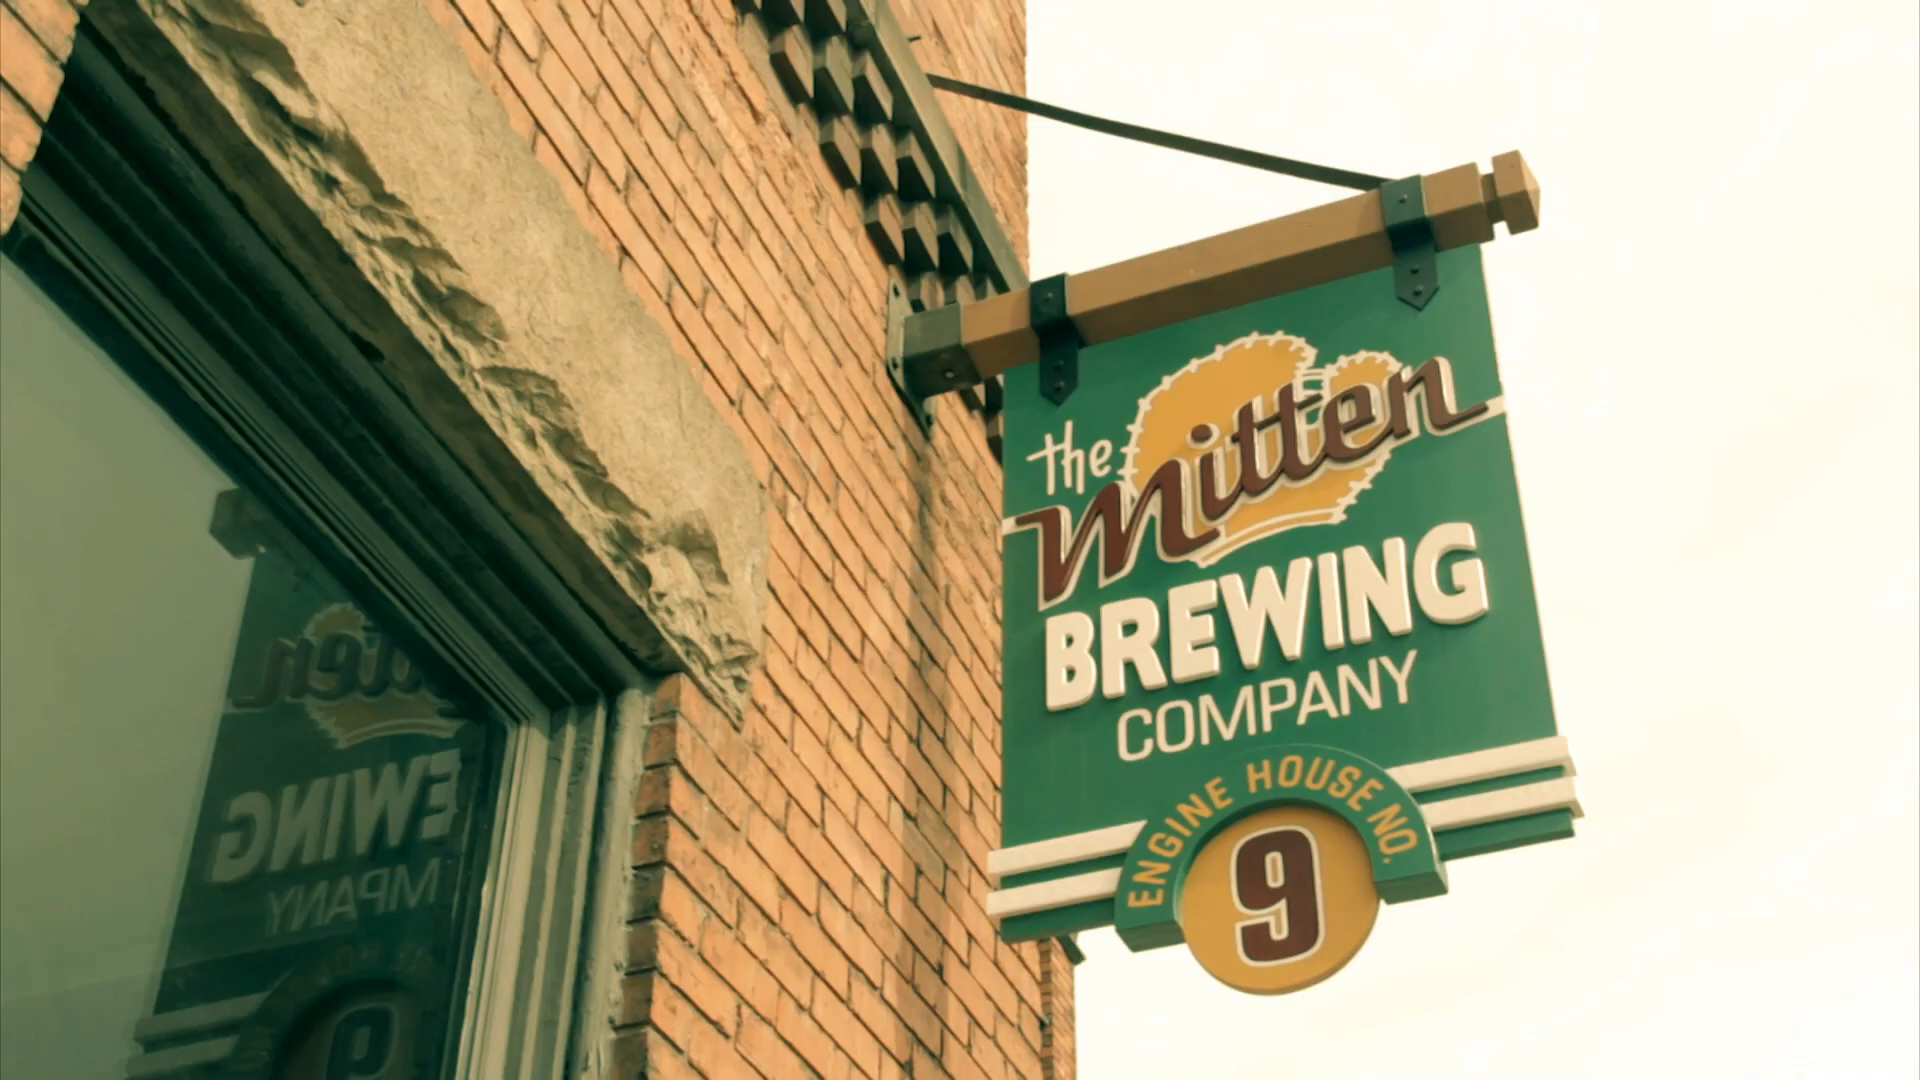 the
Mitten
BREWING
COMPANY
ENGINE HOUSE NO.
9